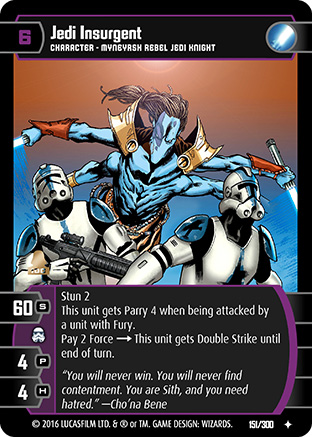 6
Jedi Insurgent
CHARACTER - MYNEYASH REBEL JEDI KNIGHT
60 S
Stun 2
This unit gets Parry 4 when being attacked
by a unit with Fury.
Pay 2 Force → This unit gets Double Strike until
end of turn.
4 P
4 H
“You will never win. You will never find
contentment. You are Sith, and you need
hatred.” —Cho’na Bene
© 2016 LUCASFILM LTD. & ® or TM. GAME DESIGN: WIZARDS.
151/300